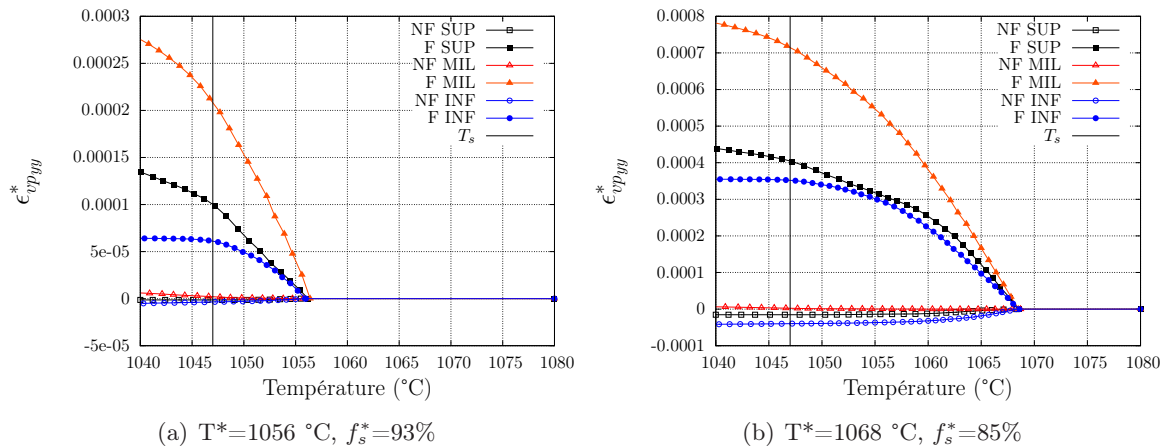 0.0003
0.00025
0.0002
0.00015
0.0001
5e-05
0
-5e-05
1040 1045 1050 1055 1060 1065 1070 1075 1080
ϵ*vpyy
Température (°C)
NF SUP
F SUP
NF MIL
F MIL
NF INF
F INF
Ts
(a) T*=1056 °C, fs*=93%
0.0008
0.0007
0.0006
0.0005
0.0004
0.0003
0.0002
0.0001
0
-0.0001
1040 1045 1050 1055 1060 1065 1070 1075 1080
ϵ*vpyy
Température (°C)
NF SUP
F SUP
NF MIL
F MIL
NF INF
F INF
Ts
(b) T*=1068 °C, fs*=85%